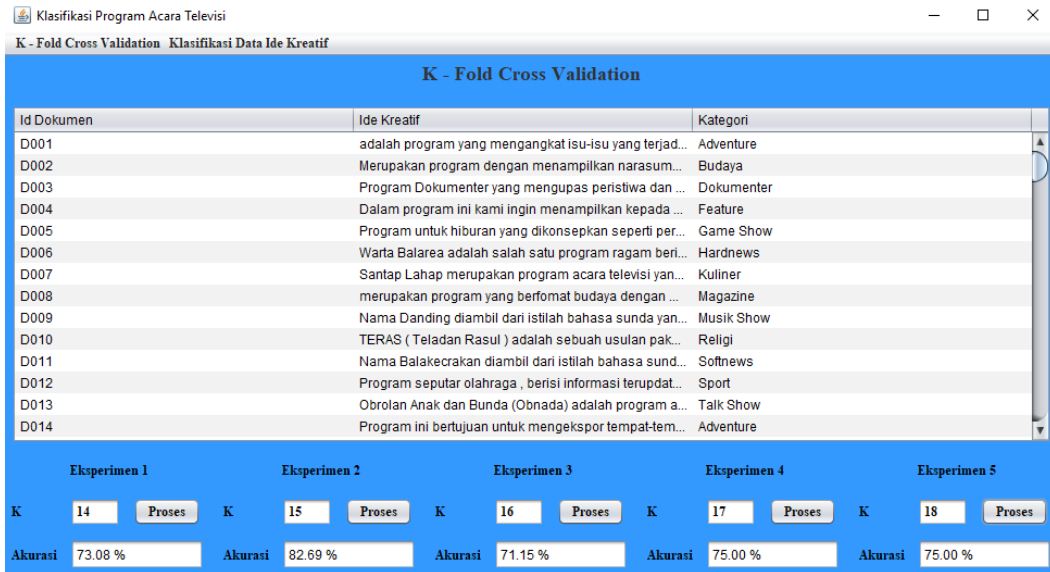 Klasifikasi Program Acara Televisi
K - Fold Cross Validation Klasifikasi Data Ide Kreatif
K - Fold Cross Validation
Id Dokumen Ide Kreatif Kategori
D001 adalah program yang mengangkat isu-isu yang terjad... Adventure
D002 Merupakan program dengan menampilkan narasum... Budaya
D003 Program Dokumenter yang mengupas peristiwa dan ... Dokumenter
D004 Dalam program ini kami ingin menampilkan kepada ... Feature
D005 Program untuk hiburan yang dikonsepkan seperti per... Game Show
D006 Warta Balarea adalah salah satu program ragam beri... Hardnews
D007 Santap Lahap merupakan program acara televisi yan... Kuliner
D008 merupakan program yang berfomat budaya dengan ... Magazine
D009 Nama Danding diambil dari istilah bahasa sunda yan... Musik Show
D010 TERAS ( Teladan Rasul ) adalah sebuah usulan pak... Religi
D011 Nama Balakecrakan diambil dari istilah bahasa sund... Softnews
D012 Program seputar olahraga , berisi informasi terupdat... Sport
D013 Obrolan Anak dan Bunda (Obnada) adalah program a... Talk Show
D014 Program ini bertujuan untuk mengekspor tempat-tem... Adventure
Eksperimen 1 Eksperimen 2 Eksperimen 3 Eksperimen 4 Eksperimen 5
K 14 Proses K 15 Proses K 16 Proses K 17 Proses K 18 Proses
Akurasi 73.08 % Akurasi 82.69 % Akurasi 71.15 % Akurasi 75.00 % Akurasi 75.00 %